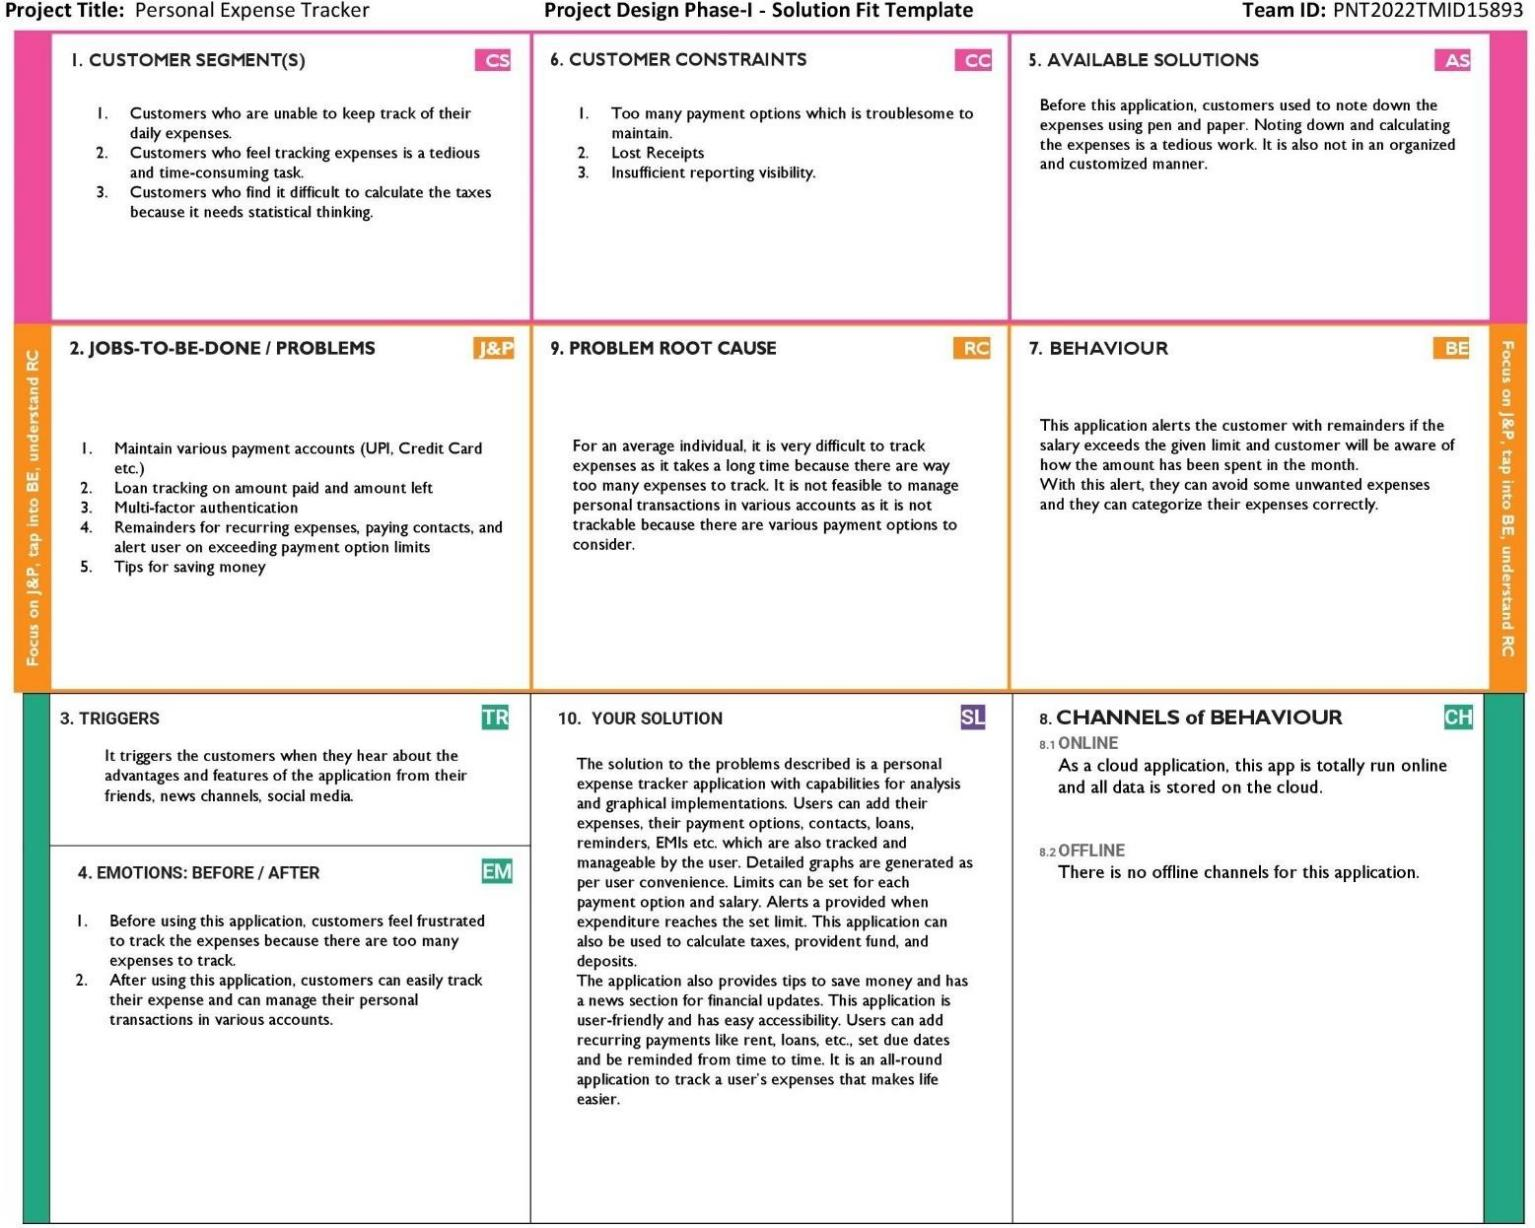 Project Title: Personal Expense Tracker
Project Design Phase-I - Solution Fit Template
Team ID: PNT2022TMID15893
1. CUSTOMER SEGMENT(S)
CS
1. Customers who are unable to keep track of their
daily expenses.
2. Customers who feel tracking expenses is a tedious
and time-consuming task.
3. Customers who find it difficult to calculate the taxes
because it needs statistical thinking.
6. CUSTOMER CONSTRAINTS
CC
1. Too many payment options which is troublesome to
maintain.
2. Lost Receipts
3. Insufficient reporting visibility.
5. AVAILABLE SOLUTIONS
AS
Before this application, customers used to note down the
expenses using pen and paper. Noting down and calculating
the expenses is a tedious work. It is also not in an organized
and customized manner.
Focus on J&P, tap into BE, understand RC
2. JOBS-TO-BE-DONE / PROBLEMS
J&P
1. Maintain various payment accounts (UPI, Credit Card
etc.)
2. Loan tracking on amount paid and amount left
3. Multi-factor authentication
4. Remainders for recurring expenses, paying contacts, and
alert user on exceeding payment option limits
5. Tips for saving money
9. PROBLEM ROOT CAUSE
RC
For an average individual, it is very difficult to track
expenses as it takes a long time because there are way
too many expenses to track. It is not feasible to manage
personal transactions in various accounts as it is not
trackable because there are various payment options to
consider.
7. BEHAVIOUR
BE
This application alerts the customer with remainders if the
salary exceeds the given limit and customer will be aware of
how the amount has been spent in the month.
With this alert, they can avoid some unwanted expenses
and they can categorize their expenses correctly.
Focus on J&P, tap into BE, understand RC
3. TRIGGERS
TR
It triggers the customers when they hear about the
advantages and features of the application from their
friends, news channels, social media.
4. EMOTIONS: BEFORE / AFTER
EM
1. Before using this application, customers feel frustrated
to track the expenses because there are too many
expenses to track.
2. After using this application, customers can easily track
their expense and can manage their personal
transactions in various accounts.
10. YOUR SOLUTION
SL
The solution to the problems described is a personal
expense tracker application with capabilities for analysis
and graphical implementations. Users can add their
expenses, their payment options, contacts, loans,
reminders, EMIs etc. which are also tracked and
manageable by the user. Detailed graphs are generated as
per user convenience. Limits can be set for each
payment option and salary. Alerts a provided when
expenditure reaches the set limit. This application can
also be used to calculate taxes, provident fund, and
deposits.
The application also provides tips to save money and has
a news section for financial updates. This application is
user-friendly and has easy accessibility. Users can add
recurring payments like rent, loans, etc., set due dates
and be reminded from time to time. It is an all-round
application to track a user's expenses that makes life
easier.
8. CHANNELS of BEHAVIOUR
CH
8.1 ONLINE
As a cloud application, this app is totally run online
and all data is stored on the cloud.
8.2 OFFLINE
There is no offline channels for this application.